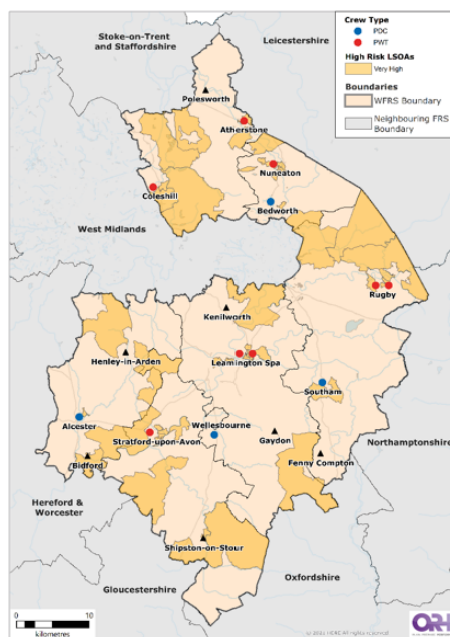 Stoke-on-Trent
and Staffordshire
Leicestershire
Crew Type
PDC
PWT
High Risk LSOAs
Very High
Boundaries
WFRS Boundary
Neighbouring FRS
Boundary
Polesworth
Atherstone
Nuneaton
Coleshill
Bedworth
West Midlands
Rugby
Kenilworth
Henley-in-Arden
Leamington Spa
Southam
Alcester
Wellesbourne
Stratford-upon-Avon
Gaydon
Northamptonshire
Bidford
Fenny Compton
Hereford &
Worcester
Shipston-on-Stour
Gloucestershire
Oxfordshire
0 10
kilometres
ORH